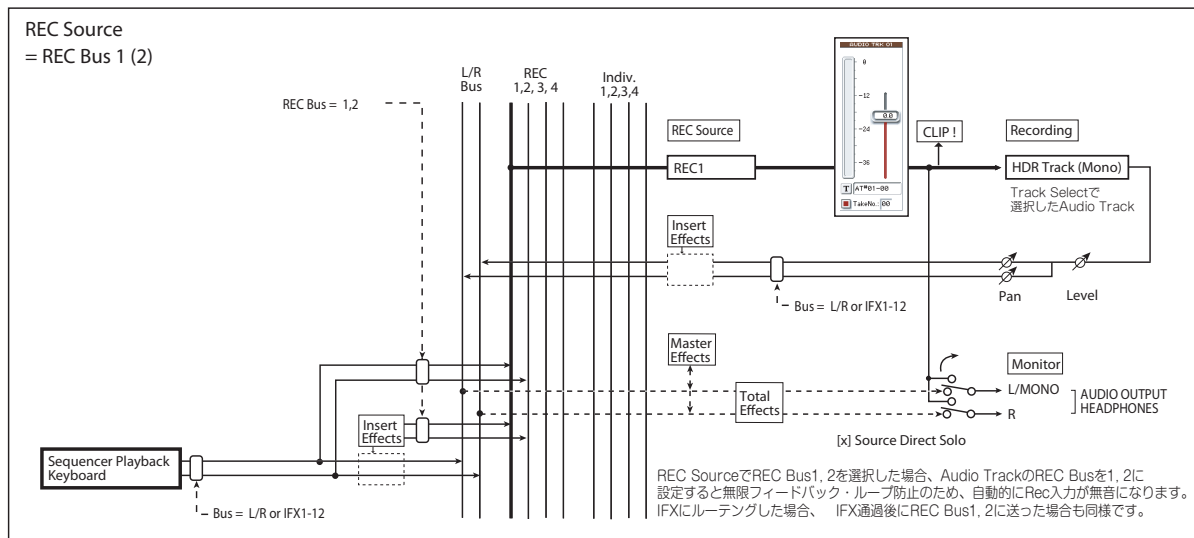 REC Source
= REC Bus 1 (2)
L/R
Bus
REC
1,2, 3, 4
Indiv.
1,2,3,4
REC Bus = 1,2
REC Source
REC1
AUDIO TRK 01
0
-12
-24
-36
0.0
T AT#01-00
TakeNo.: 00
CLIP !
Recording
HDR Track (Mono)
Track Selectで
選択したAudio Track
Insert
Effects
Bus = L/R or IFX1-12
Pan
Level
Master
Effects
Total
Effects
Monitor
L/MONO
R
AUDIO OUTPUT
HEADPHONES
[x] Source Direct Solo
Insert
Effects
Sequencer Playback
Keyboard
Bus = L/R or IFX1-12
REC SourceでREC Bus1, 2を選択した場合、Audio TrackのREC Busを1, 2に
設定すると無限フィードバック・ループ防止のため、自動的にRec入力が無音になります。
IFXにルーテングした場合、 IFX通過後にREC Bus1, 2に送った場合も同様です。